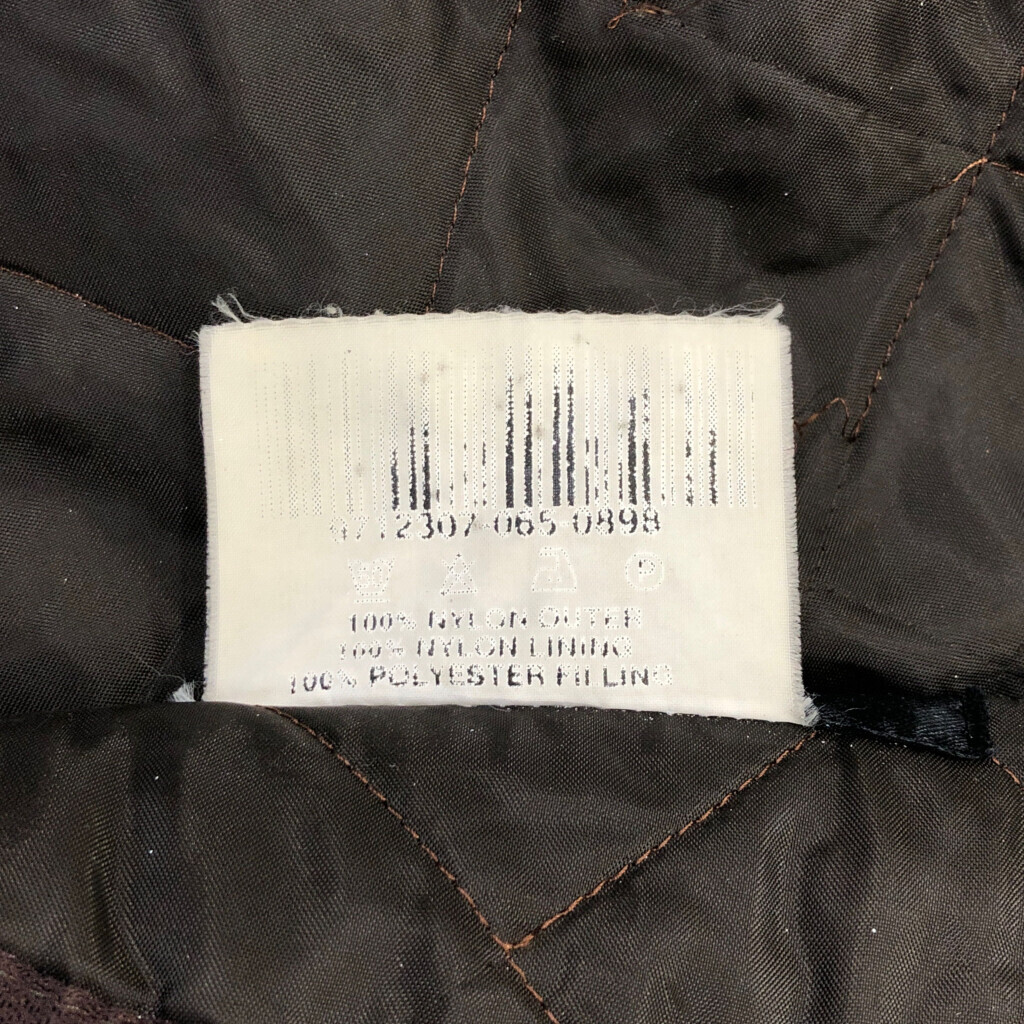 9712307-065-0898
P
100% NYLON OUTER
100% NYLON LINING
100% POLYESTER FILLING